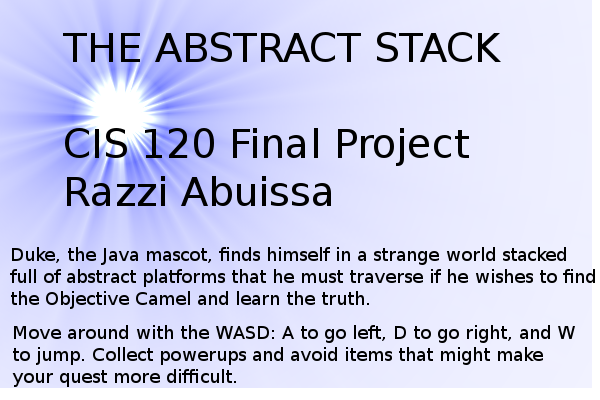 THE ABSTRACT STACK
CIS 120 Final Project
Razzi Abuissa
Duke, the Java mascot, finds himself in a strange world stacked
full of abstract platforms that he must traverse if he wishes to find
the Objective Camel and learn the truth.
Move around with the WASD: A to go left, D to go right, and W
to jump. Collect powerups and avoid items that might make
your quest more difficult.